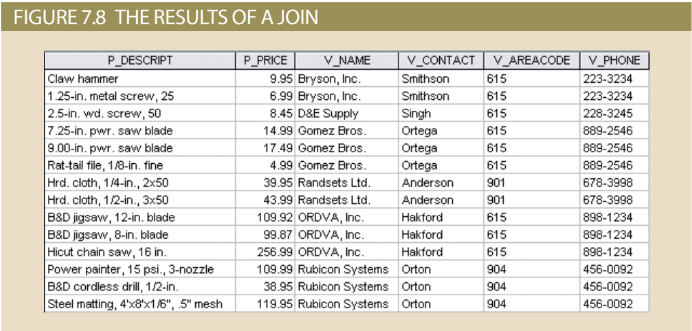 FIGURE 7.8 THE RESULTS OF A JOIN
P_DESCRIPT P_PRICE V_NAME V_CONTACT V_AREACODE V_PHONE
Claw hammer 9.95 Bryson, Inc. Smithson 615 223-3234
1.25-in. metal screw, 25 6.99 Bryson, Inc. Smithson 615 223-3234
2.5-in. wd. screw, 50 8.45 D&E Supply Singh 615 228-3245
7.25-in. pwr. saw blade 14.99 Gomez Bros. Ortega 615 889-2546
9.00-in. pwr. saw blade 17.49 Gomez Bros. Ortega 615 889-2546
Rat-tail file, 1/8-in. fine 4.99 Gomez Bros. Ortega 615 889-2546
Hrd. cloth, 1/4-in., 2x50 39.95 Randsets Ltd. Anderson 901 678-3998
Hrd. cloth, 1/2-in., 3x50 43.99 Randsets Ltd. Anderson 901 678-3998
B&D jigsaw, 12-in. blade 109.92 ORDVA, Inc. Hakford 615 898-1234
B&D jigsaw, 8-in. blade 99.87 ORDVA, Inc. Hakford 615 898-1234
Hicut chain saw, 16 in. 256.99 ORDVA, Inc. Hakford 615 898-1234
Power painter, 15 psi., 3-nozzle 109.99 Rubicon Systems Orton 904 456-0092
B&D cordless drill, 1/2-in. 38.95 Rubicon Systems Orton 904 456-0092
Steel matting, 4'x8'x1/6", .5" mesh 119.95 Rubicon Systems Orton 904 456-0092